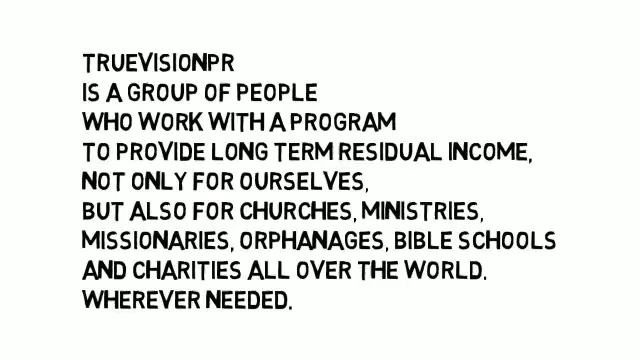 TRUEVISIONPR
IS A GROUP OF PEOPLE
WHO WORK WITH A PROGRAM
TO PROVIDE LONG TERM RESIDUAL INCOME,
NOT ONLY FOR OURSELVES,
BUT ALSO FOR CHURCHES, MINISTRIES,
MISSIONARIES, ORPHANAGES, BIBLE SCHOOLS
AND CHARITIES ALL OVER THE WORLD.
WHEREVER NEEDED.